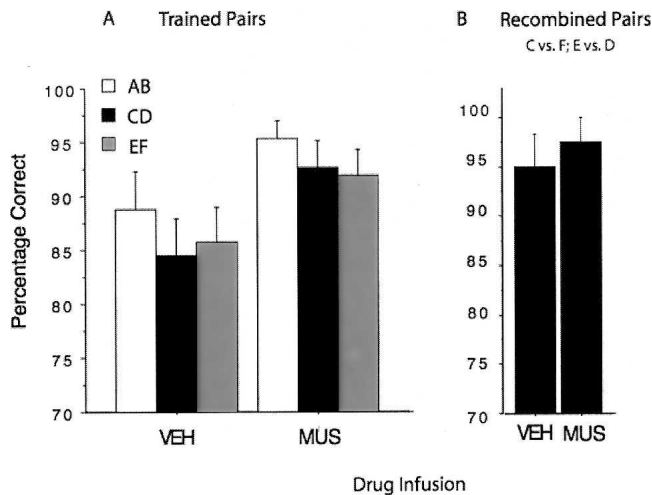 A Trained Pairs
B Recombined Pairs
C vs. F; E vs. D
Percentage Correct
100
95
90
85
80
75
70
AB
CD
EF
VEH MUS
100
95
90
85
80
75
70
VEH MUS
Drug Infusion